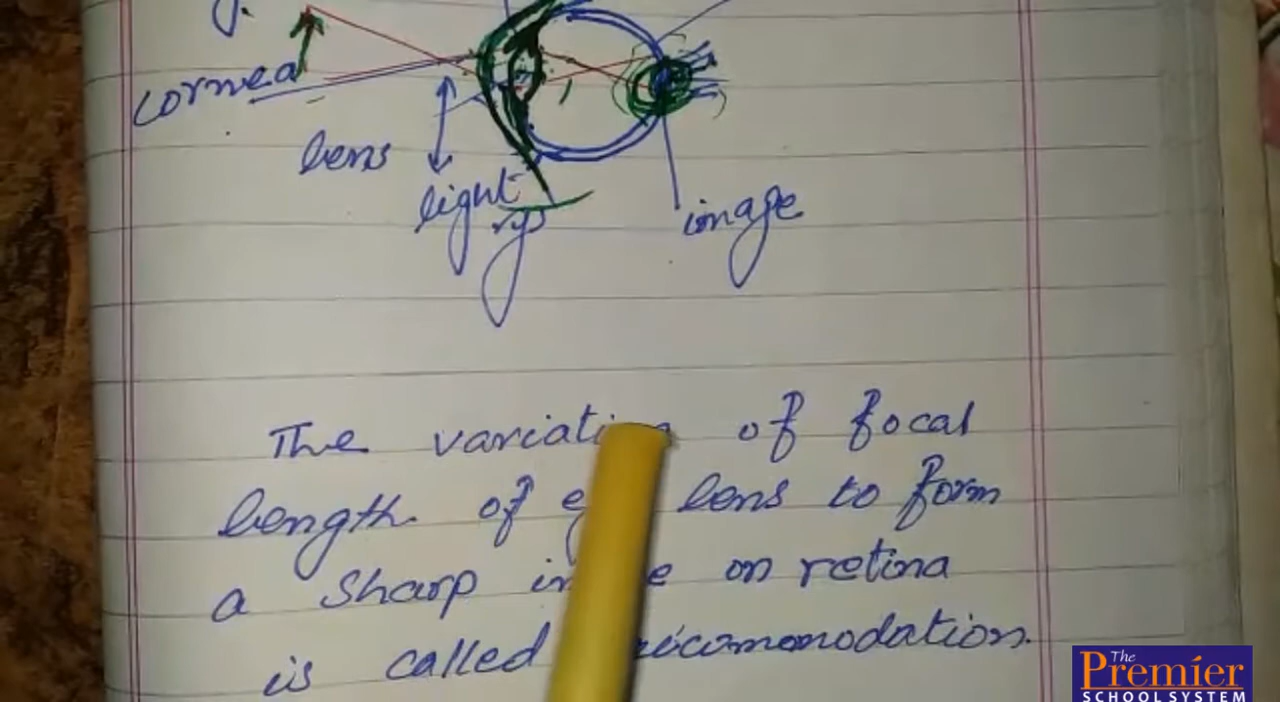 cornea
lens
light
rys
image
The of focal
length of lens to form
a sharp on retina
is called
The
Premier
SCHOOL SYSTEM